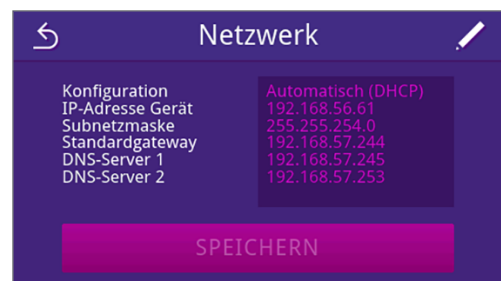 Netzwerk
Konfiguration Automatisch (DHCP)
IP-Adresse Gerät 192.168.56.61
Subnetzmaske 255.255.254.0
Standardgateway 192.168.57.244
DNS-Server 1 192.168.57.245
DNS-Server 2 192.168.57.253
SPEICHERN